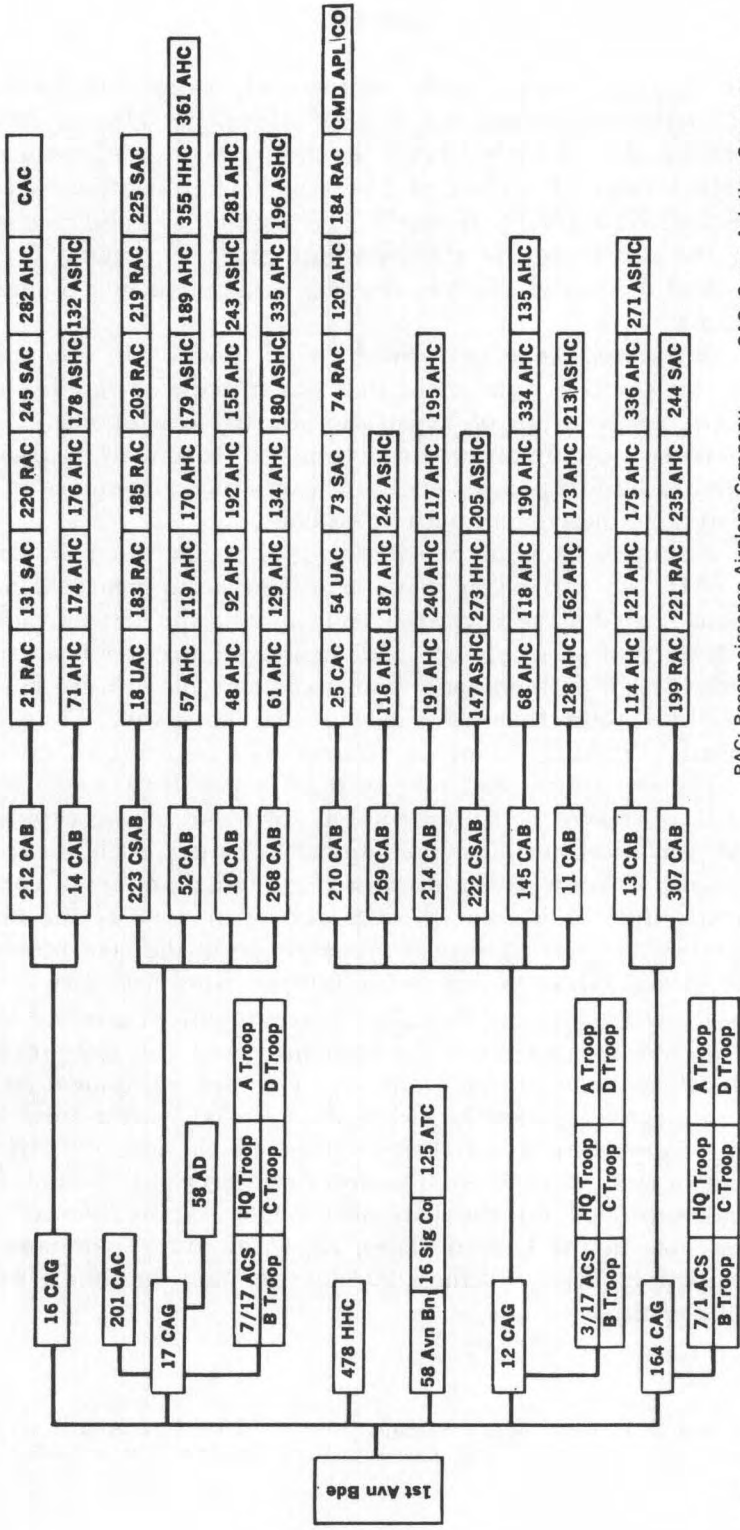 1st Avn Bde
16 CAG
212 CAB 21 RAC 131 SAC 220 RAC 245 SAC 282 AHC CAC
14 CAB 71 AHC 174 AHC 176 AHC 178 ASHC 132 ASHC
201 CAC
17 CAG
58 AD
7/17 ACS HQ Troop A Troop
B Troop C Troop D Troop
223 CSAB 18 UAC 183 RAC 185 RAC 203 RAC 219 RAC 225 SAC
52 CAB 57 AHC 119 AHC 170 AHC 179 ASHC 189 AHC 355 HHC 361 AHC
10 CAB 48 AHC 92 AHC 192 AHC 155 AHC 243 ASHC 281 AHC
268 CAB 61 AHC 129 AHC 134 AHC 180 ASHC 335 AHC 196 ASHC
478 HHC
58 Avn Bn. 16 Sig Co 125 ATC
12 CAG
3/17 ACS HQ Troop A Troop
B Troop C Troop D Troop
210 CAB 25 CAC 54 UAC 73 SAC 74 RAC 120 AHC 184 RAC CMD APL CO
269 CAB 116 AHC 187 AHC 242 ASHC
214 CAB 191 AHC 240 AHC 117 AHC 195 AHC
222 CSAB 147 ASHC 273 HHC 205 ASHC
145 CAB 68 AHC 118 AHC 190 AHC 334 AHC 135 AHC
11 CAB 128 AHC 162 AHC 173 AHC 213 ASHC
164 CAG
7/1 ACS HQ Troop A Troop
B Troop C Troop D Troop
13 CAB 114 AHC 121 AHC 175 AHC 336 AHC 271 ASHC
307 CAB 199 RAC 221 RAC 235 AHC 244 SAC
RAC: Reconnaissance Airplane Company